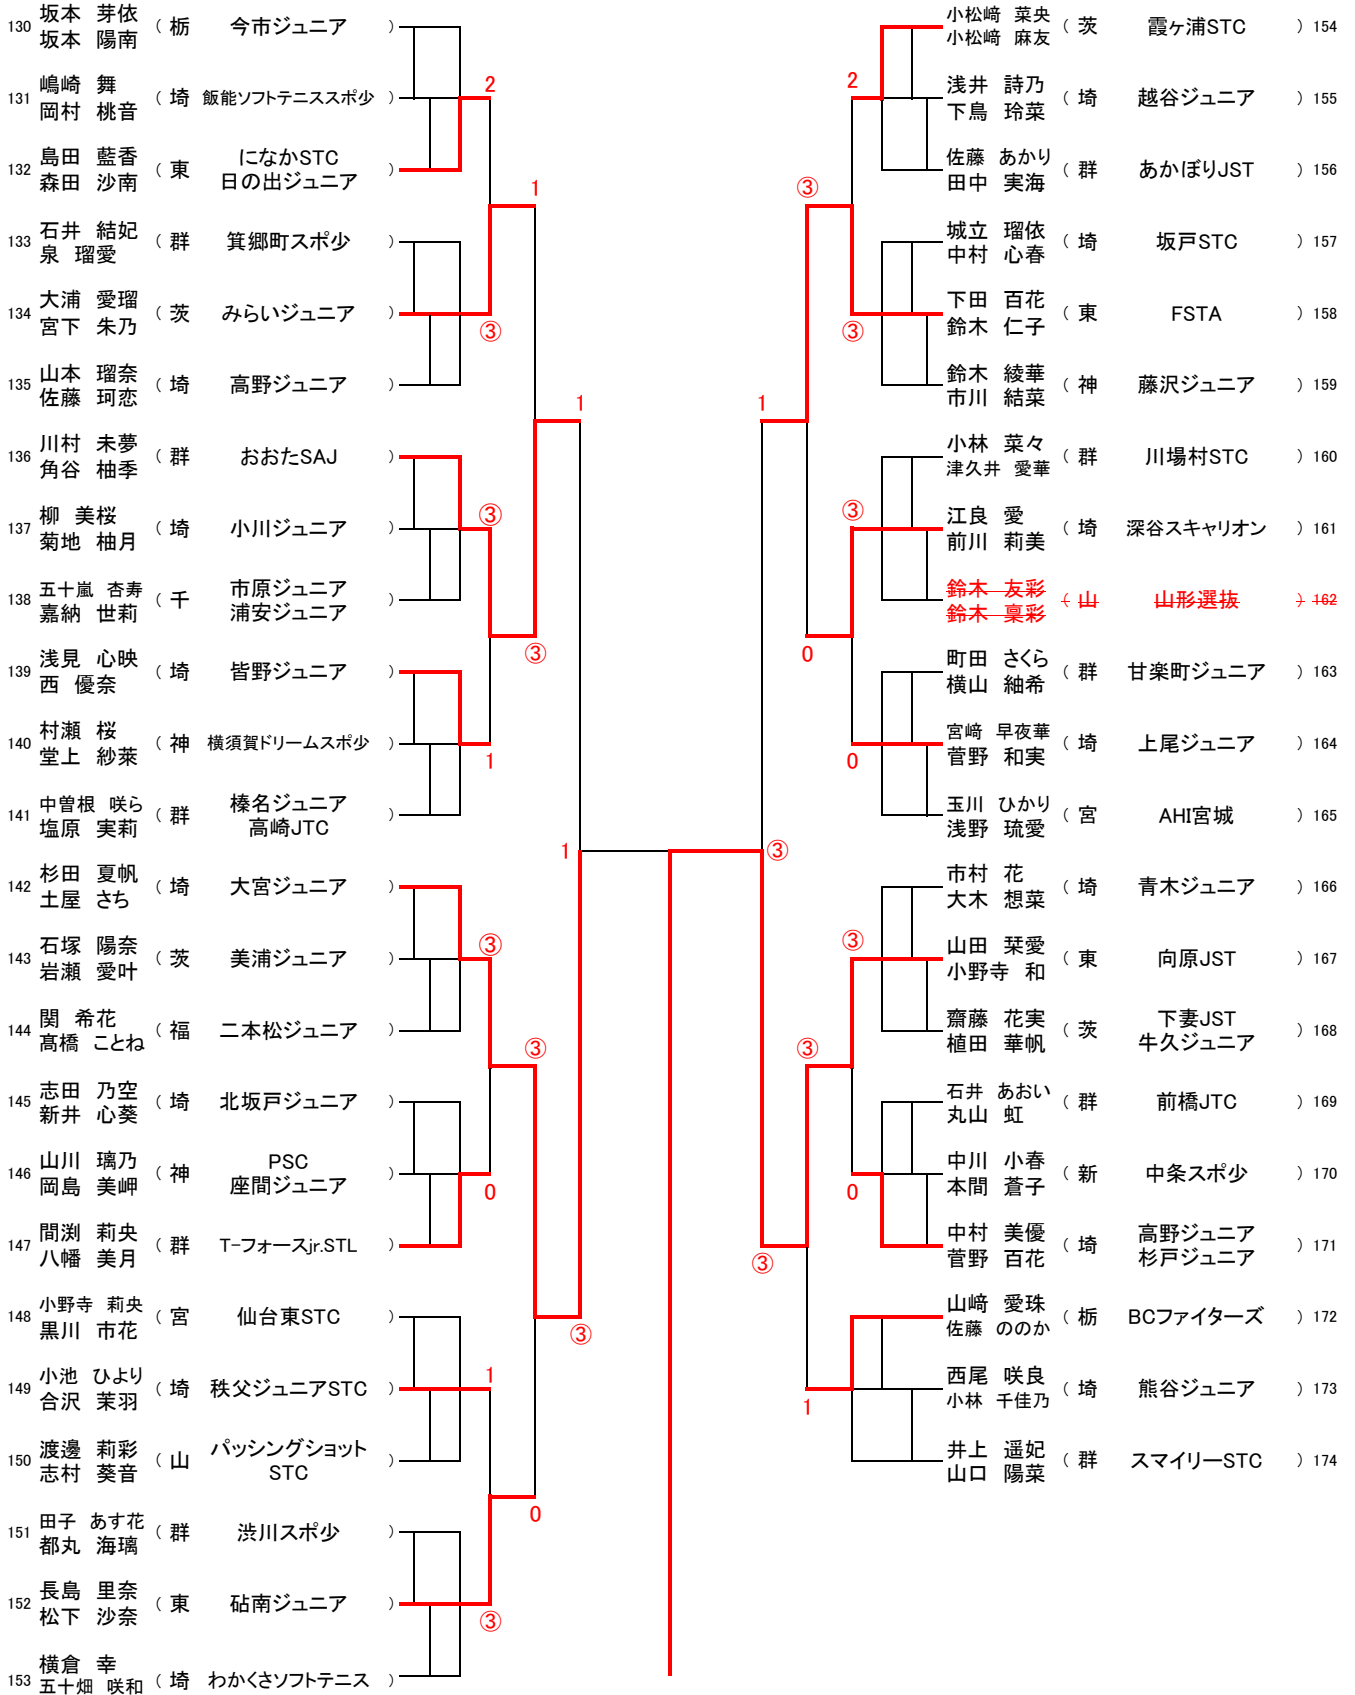 130 坂本 芽依 坂本 陽南 （ 栃 今市ジュニア ）
131 嶋崎 舞 岡村 桃音 （ 埼 飯能ソフトテニススポ少 ）
132 島田 藍香 森田 沙南 （ 東 になかSTC 日の出ジュニア ）
133 石井 結妃 泉 瑠愛 （ 群 箕郷町スポ少 ）
134 大浦 愛瑠 宮下 朱乃 （ 茨 みらいジュニア ）
135 山本 瑠奈 佐藤 珂恋 （ 埼 高野ジュニア ）
136 川村 未夢 角谷 柚季 （ 群 おおたSAJ ）
137 柳 美桜 菊地 柚月 （ 埼 小川ジュニア ）
138 五十嵐 杏寿 嘉納 世莉 （ 千 市原ジュニア 浦安ジュニア ）
139 浅見 心映 西 優奈 （ 埼 皆野ジュニア ）
140 村瀬 桜 堂上 紗莱 （ 神 横須賀ドリームスポ少 ）
141 中曽根 咲ら 塩原 実莉 （ 群 榛名ジュニア 高崎JTC ）
142 杉田 夏帆 土屋 さち （ 埼 大宮ジュニア ）
143 石塚 陽奈 岩瀬 愛叶 （ 茨 美浦ジュニア ）
144 関 希花 髙橋 ことね （ 福 二本松ジュニア ）
145 志田 乃空 新井 心葵 （ 埼 北坂戸ジュニア ）
146 山川 璃乃 岡島 美岬 （ 神 PSC 座間ジュニア ）
147 間渕 莉央 八幡 美月 （ 群 T-フォースjr.STL ）
148 小野寺 莉央 黒川 市花 （ 宮 仙台東STC ）
149 小池 ひより 合沢 茉羽 （ 埼 秩父ジュニアSTC ）
150 渡邊 莉彩 志村 葵音 （ 山 パッシングショット STC ）
151 田子 あす花 都丸 海璃 （ 群 渋川スポ少 ）
152 長島 里奈 松下 沙奈 （ 東 砧南ジュニア ）
153 横倉 幸 五十畑 咲和 （ 埼 わかくさソフトテニス ）
2
③
③
1
③
0
1
③
1
③
③
0
1
③
1
③
小松﨑 菜央 小松﨑 麻友 （ 茨 霞ヶ浦STC ） 154
浅井 詩乃 下鳥 玲菜 （ 埼 越谷ジュニア ） 155
佐藤 あかり 田中 実海 （ 群 あかぼりJST ） 156
城立 瑠依 中村 心春 （ 埼 坂戸STC ） 157
下田 百花 鈴木 仁子 （ 東 FSTA ） 158
鈴木 綾華 市川 結菜 （ 神 藤沢ジュニア ） 159
小林 菜々 津久井 愛華 （ 群 川場村STC ） 160
江良 愛 前川 莉美 （ 埼 深谷スキャリオン ） 161
鈴木 友彩 鈴木 稟彩 （ 山 山形選抜 ） 162
町田 さくら 横山 紬希 （ 群 甘楽町ジュニア ） 163
宮﨑 早夜華 菅野 和実 （ 埼 上尾ジュニア ） 164
玉川 ひかり 浅野 琉愛 （ 宮 AHI宮城 ） 165
市村 花 大木 想菜 （ 埼 青木ジュニア ） 166
山田 栞愛 小野寺 和 （ 東 向原JST ） 167
齋藤 花実 植田 華帆 （ 茨 下妻JST 牛久ジュニア ） 168
石井 あおい 丸山 虹 （ 群 前橋JTC ） 169
中川 小春 本間 蒼子 （ 新 中条スポ少 ） 170
中村 美優 菅野 百花 （ 埼 高野ジュニア 杉戸ジュニア ） 171
山﨑 愛珠 佐藤 ののか （ 栃 BCファイターズ ） 172
西尾 咲良 小林 千佳乃 （ 埼 熊谷ジュニア ） 173
井上 遥妃 山口 陽菜 （ 群 スマイリーSTC ） 174
2
③
③
0
③
0
③
0
③
1
1
③
③